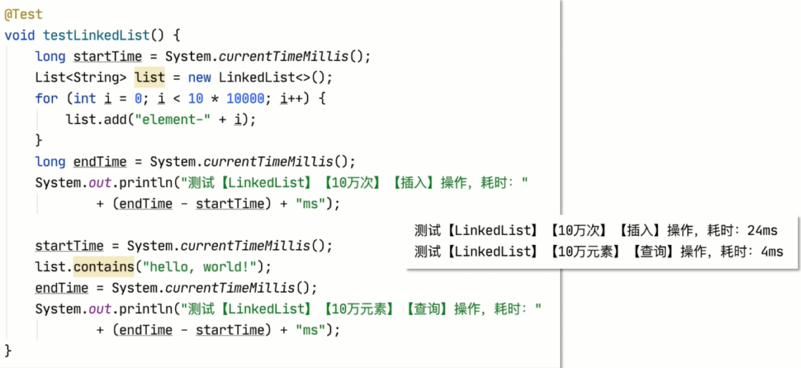 @Test
void testLinkedList() {
    long startTime = System.currentTimeMillis();
    List<String> list = new LinkedList<>();
    for (int i = 0; i < 10 * 10000; i++) {
        list.add("element-" + i);
    }
    long endTime = System.currentTimeMillis();
    System.out.println("测试【LinkedList】【10万次】【插入】操作，耗时："
            + (endTime - startTime) + "ms");
    startTime = System.currentTimeMillis();
    list.contains("hello, world!");
    endTime = System.currentTimeMillis();
    System.out.println("测试【LinkedList】【10万元素】【查询】操作，耗时："
            + (endTime - startTime) + "ms");
}
测试【LinkedList】【10万次】【插入】操作，耗时：24ms
测试【LinkedList】【10万元素】【查询】操作，耗时：4ms